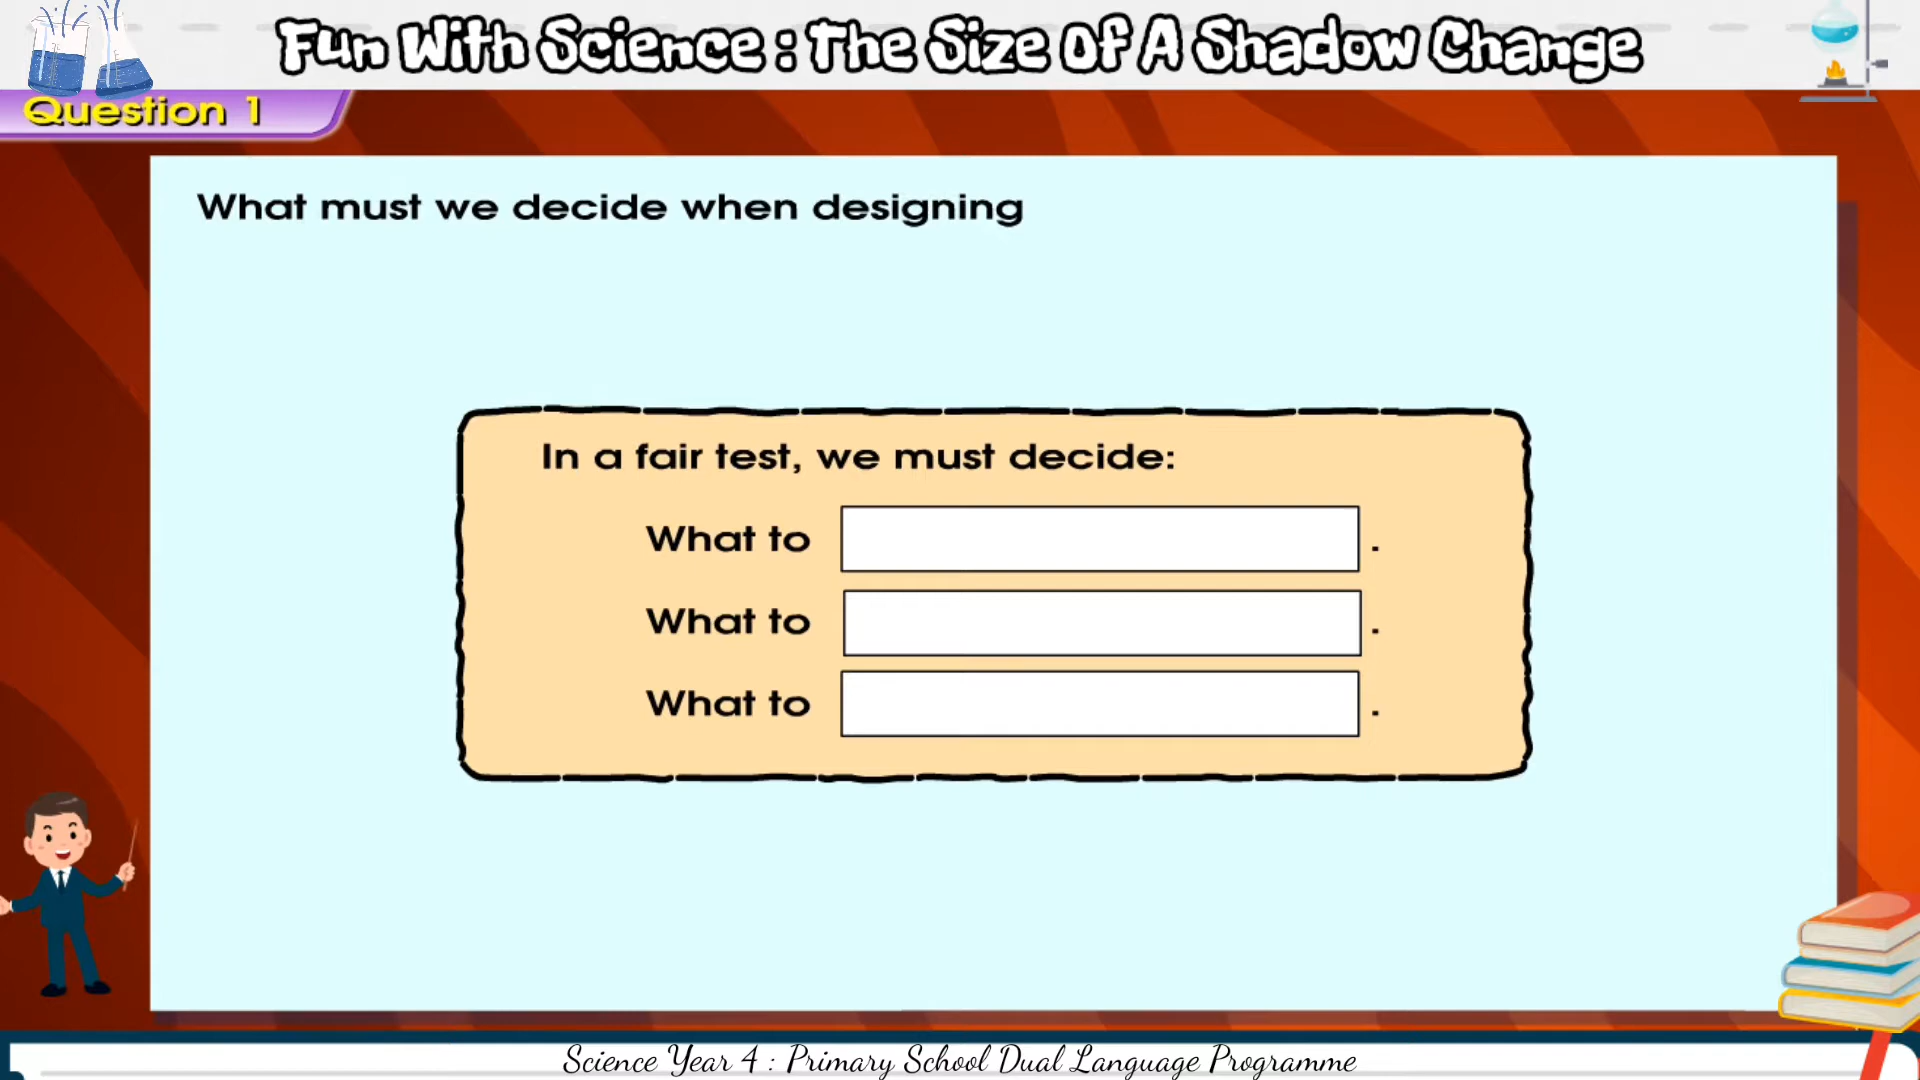 Fun With Science : The Size Of A Shadow Change
Question 1
What must we decide when designing
In a fair test, we must decide:
What to .
What to .
What to .
Science Year 4 : Primary School Dual Language Programme